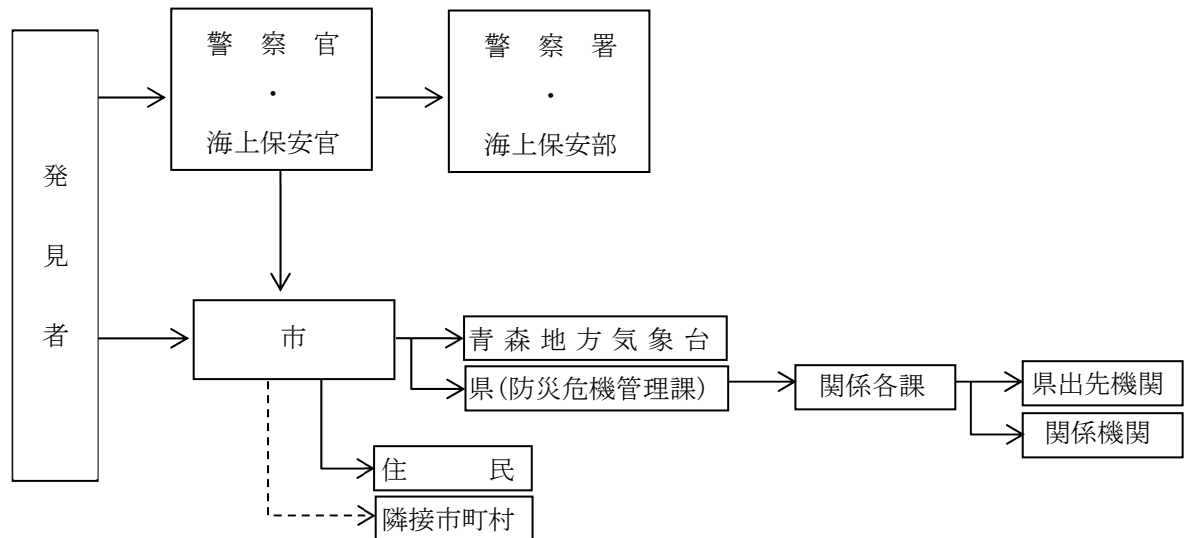 発見者
警察官
・
海上保安官
警察署
・
海上保安部
市
青森地方気象台
県(防災危機管理課)
関係各課
県出先機関
関係機関
住民
隣接市町村